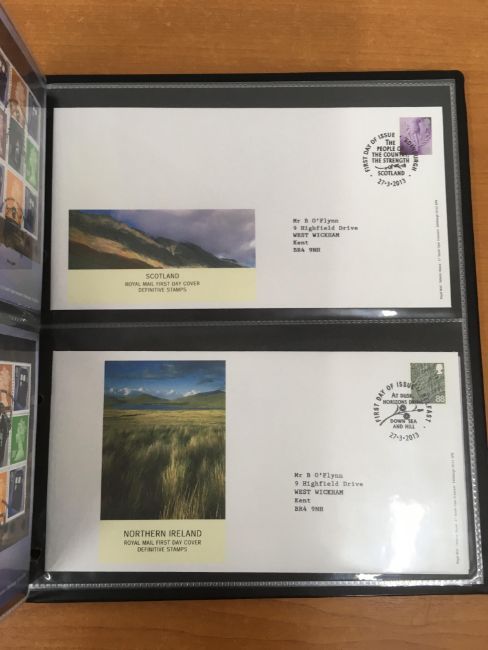 FIRST DAY OF ISSUE
THE
PEOPLE OF
THE COUNTRY
THE STRENGTH
SCOTLAND
27-3-2013
Mr B O'Flynn
9 Highfield Drive
WEST WICKHAM
Kent
BR4 9NH
SCOTLAND
ROYAL MAIL FIRST DAY COVER
DEFINITIVE STAMPS
88
FIRST DAY OF ISSUE
AT DUSK
HORIZONS
DOWN SEA
AND HILL
27-3-2013
Mr B O'Flynn
9 Highfield Drive
WEST WICKHAM
Kent
BR4 9NH
NORTHERN IRELAND
ROYAL MAIL FIRST DAY COVER
DEFINITIVE STAMPS